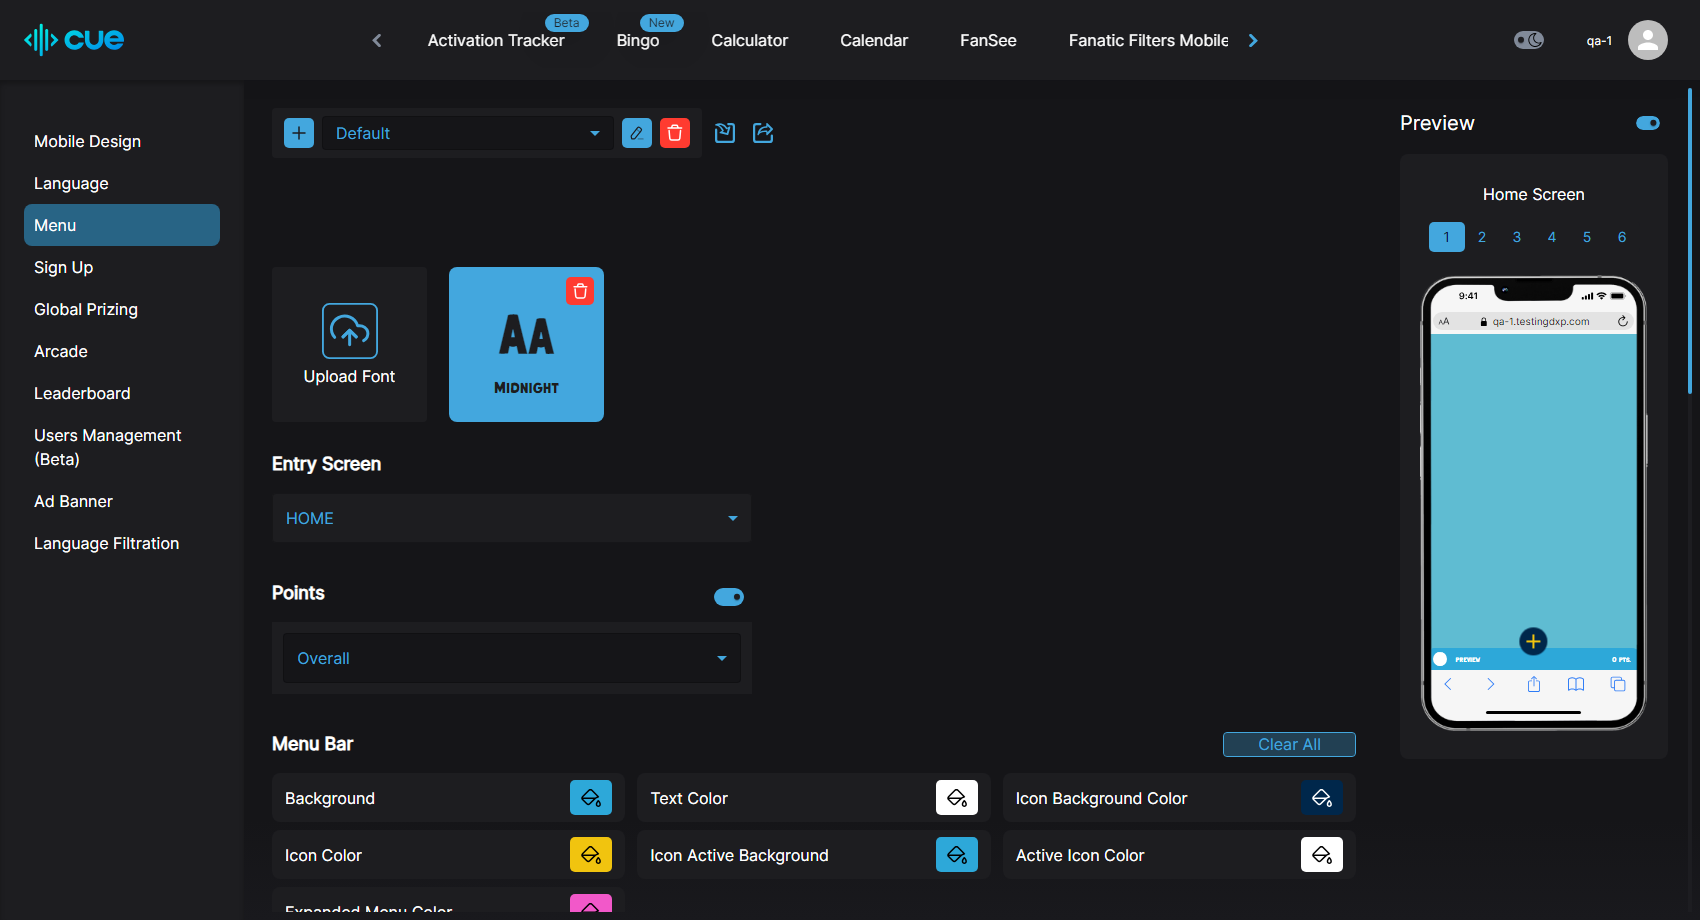 cue
Activation Tracker
Beta
Bingo
New
Calculator
Calendar
FanSee
Fanatic Filters Mobile
qa-1
Mobile Design
Language
Menu
Sign Up
Global Prizing
Arcade
Leaderboard
Users Management
(Beta)
Ad Banner
Language Filtration
Default
Upload Font
AA
MIDNIGHT
Entry Screen
HOME
Points
Overall
Menu Bar
Clear All
Background
Text Color
Icon Background Color
Icon Color
Icon Active Background
Active Icon Color
Expanded Menu Color
Preview
Home Screen
1 2 3 4 5 6
9:41
AA
qa-1.testingdxp.com
PREVIEW
0 PTS.